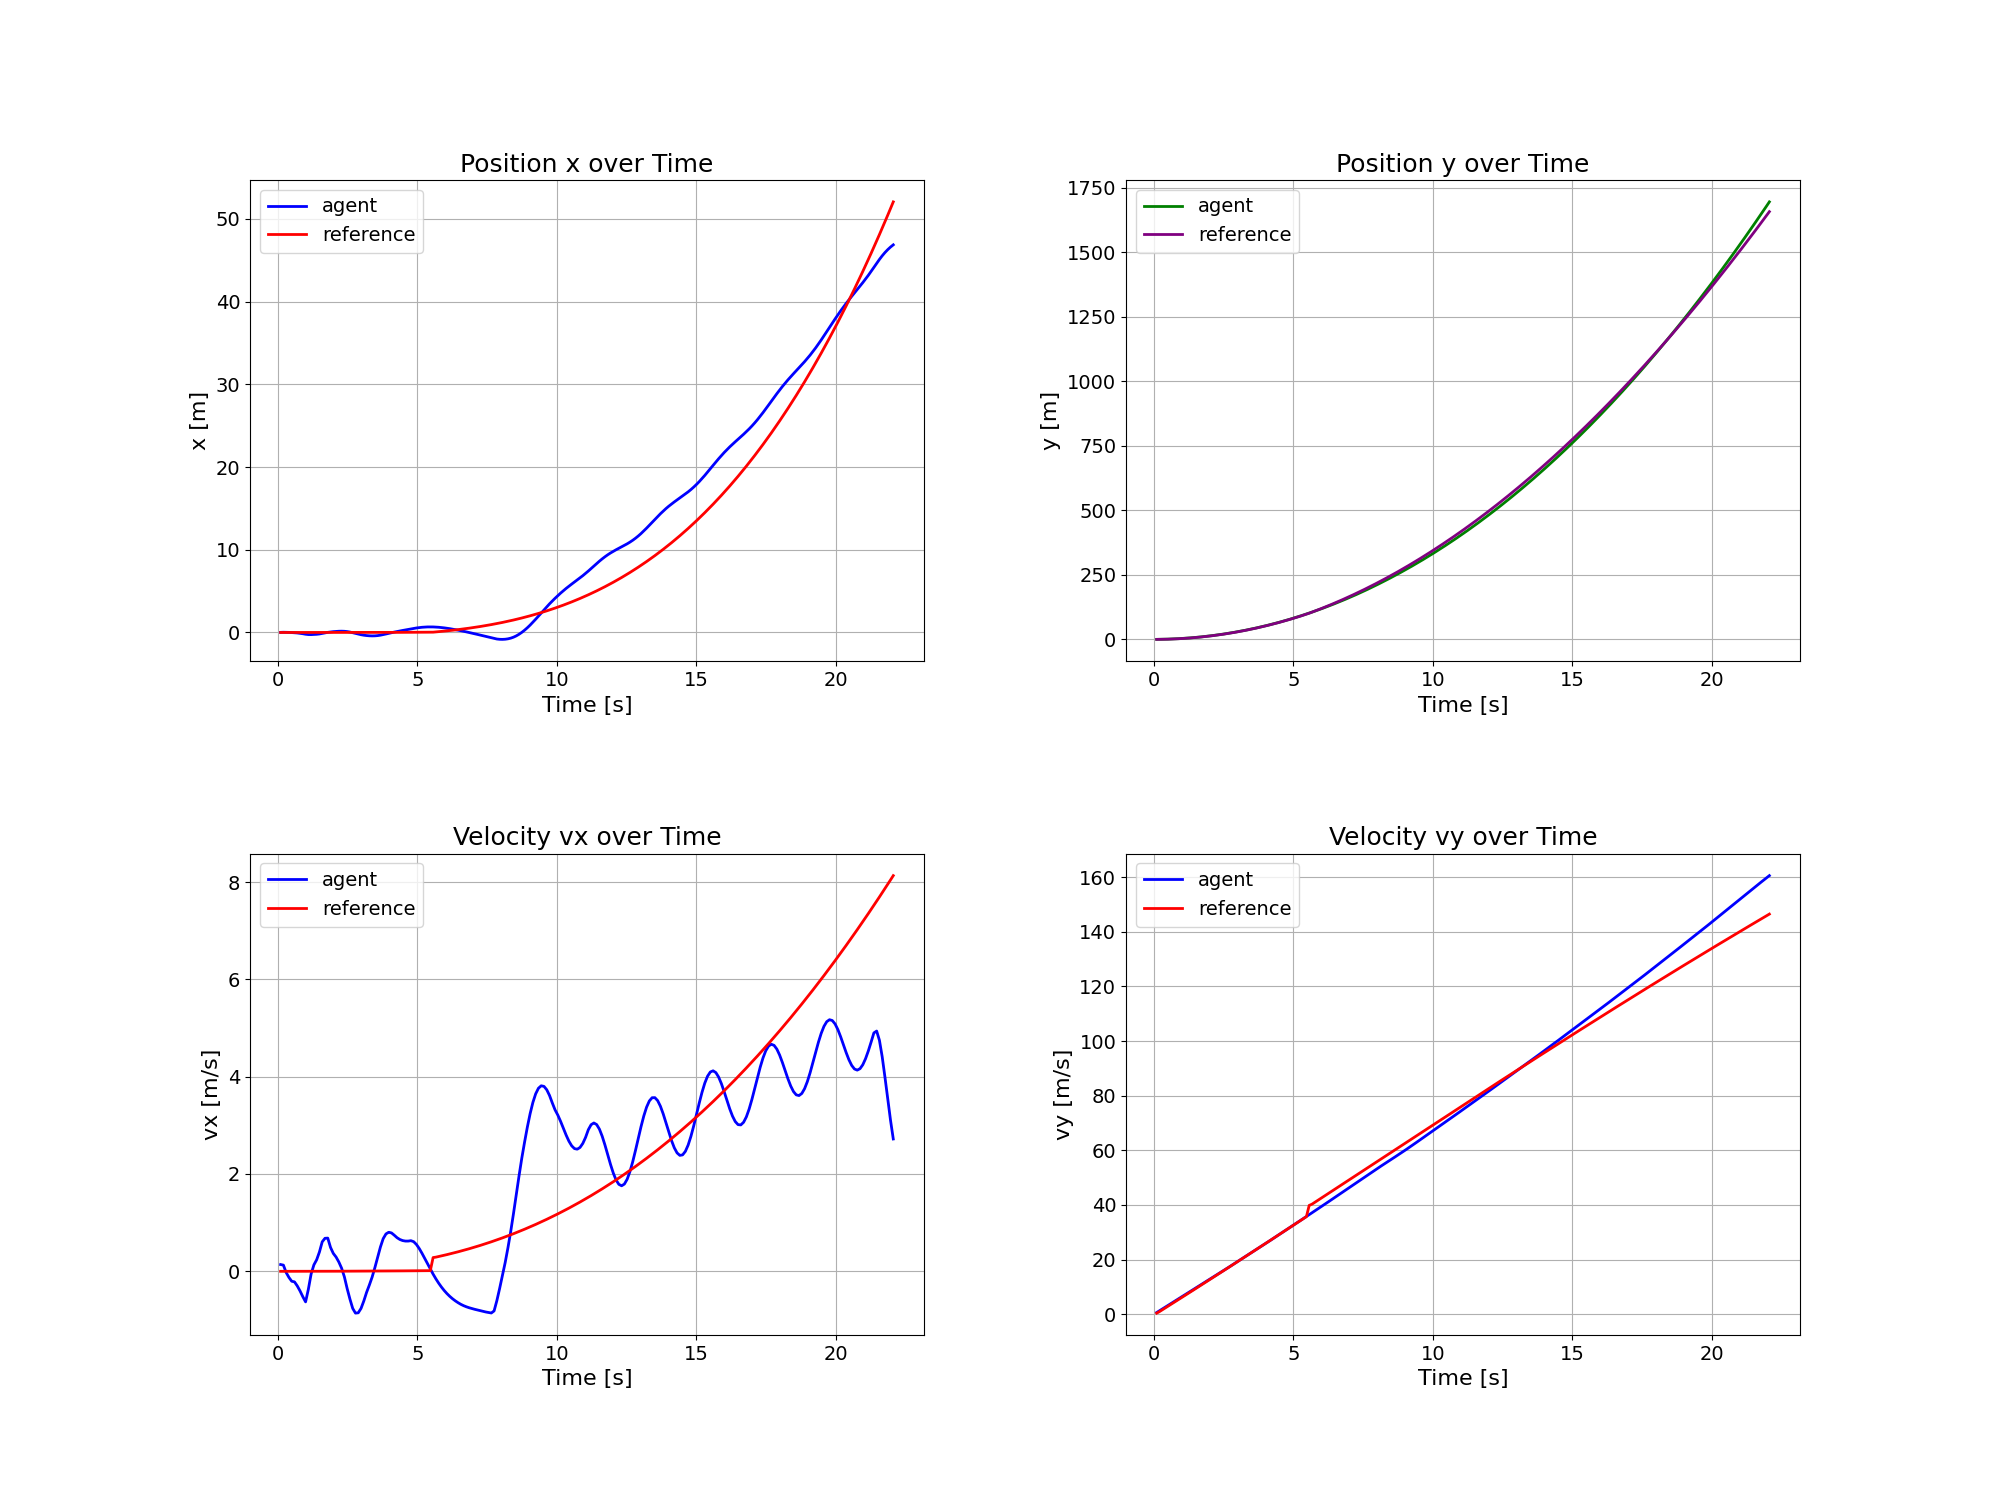 Position x over Time
agent
reference
50
40
30
20
10
0
x [m]
0 5 10 15 20
Time [s]
Position y over Time
agent
reference
1750
1500
1250
1000
750
500
250
0
y [m]
0 5 10 15 20
Time [s]
Velocity vx over Time
agent
reference
8
6
4
2
0
vx [m/s]
0 5 10 15 20
Time [s]
Velocity vy over Time
agent
reference
160
140
120
100
80
60
40
20
0
vy [m/s]
0 5 10 15 20
Time [s]